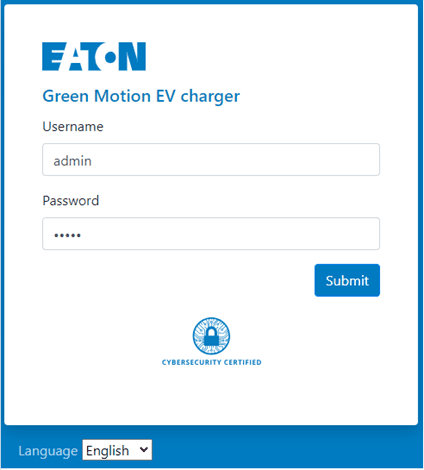 EATON
Green Motion EV charger
Username
admin
Password
•••••
Submit
CYBERSECURITY CERTIFIED
Language English